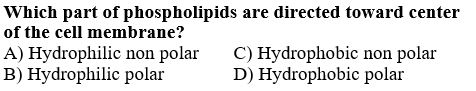 Which part of phospholipids are directed toward center
of the cell membrane?
A) Hydrophilic non polar C) Hydrophobic non polar
B) Hydrophilic polar D) Hydrophobic polar